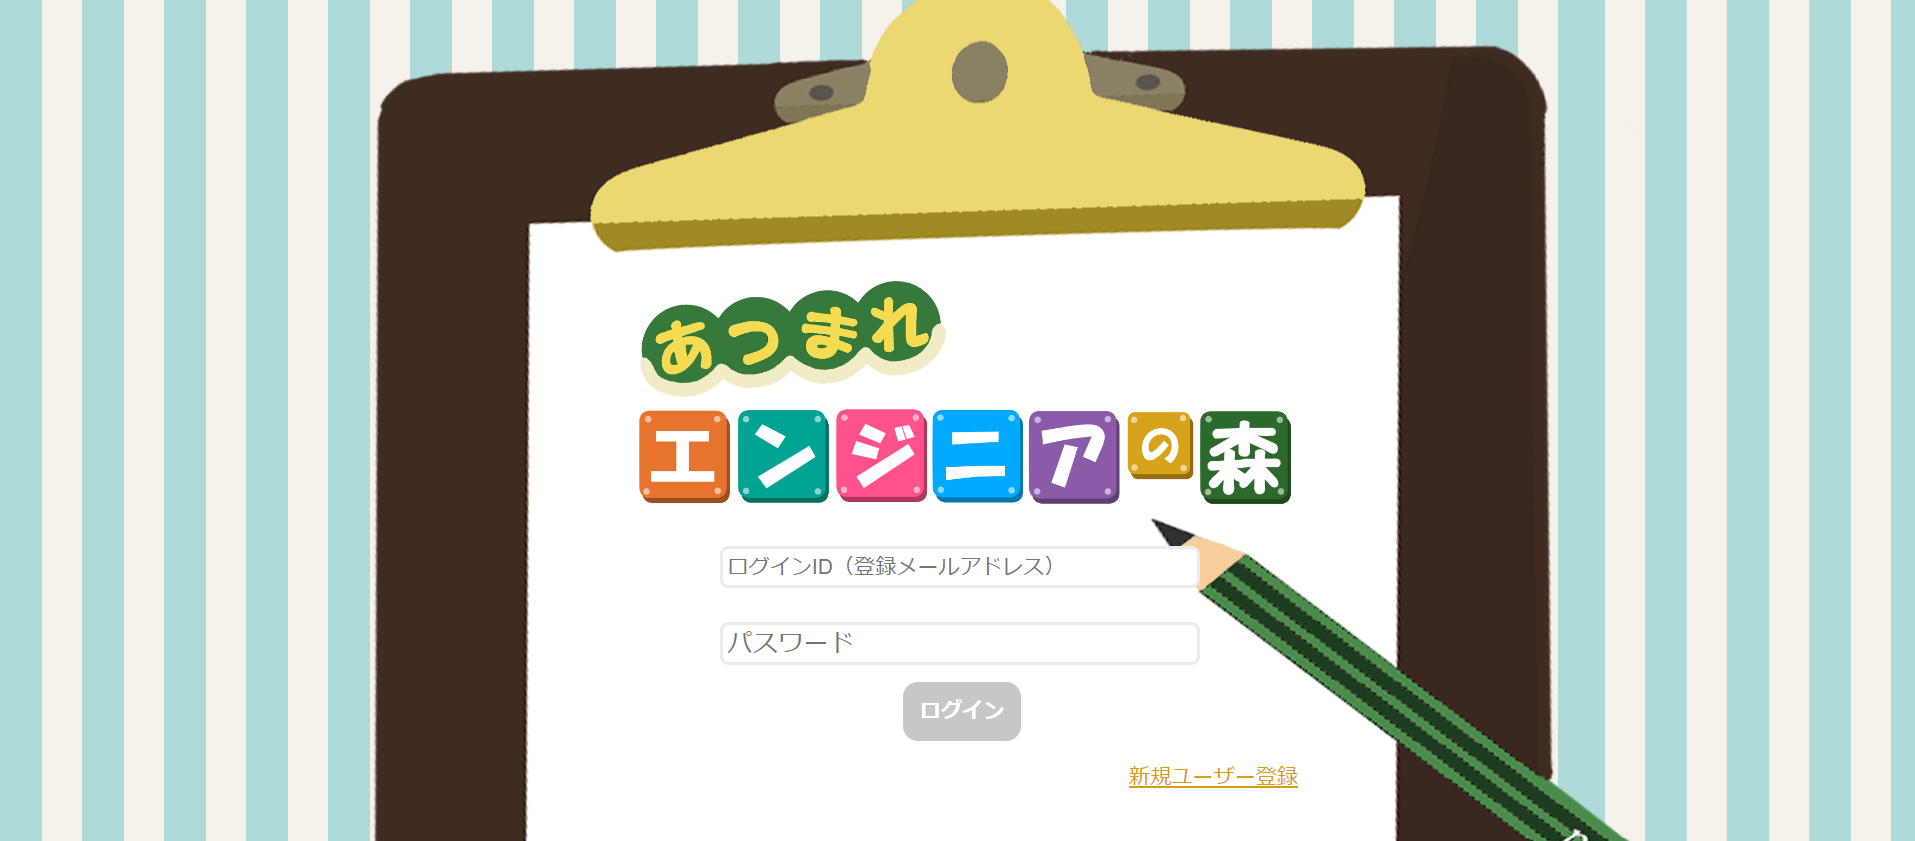 あつまれ
エンジニアの森
ログインID（登録メールアドレス）
パスワード
ログイン
新規ユーザー登録